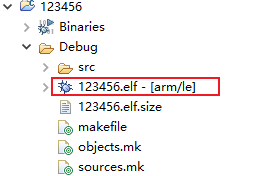 123456
Binaries
Debug
src
123456.elf - [arm/le]
123456.elf.size
makefile
objects.mk
sources.mk